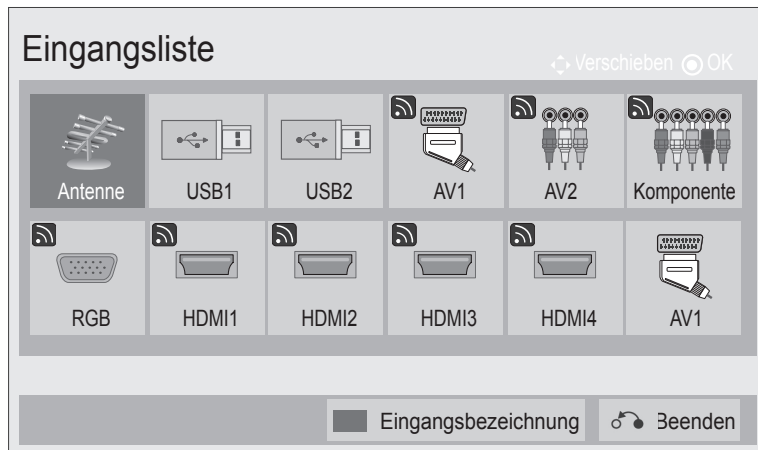 Eingangsliste
Verschieben OK
Antenne USB1 USB2 AV1 AV2 Komponente
RGB HDMI1 HDMI2 HDMI3 HDMI4 AV1
Eingangsbezeichnung Beenden